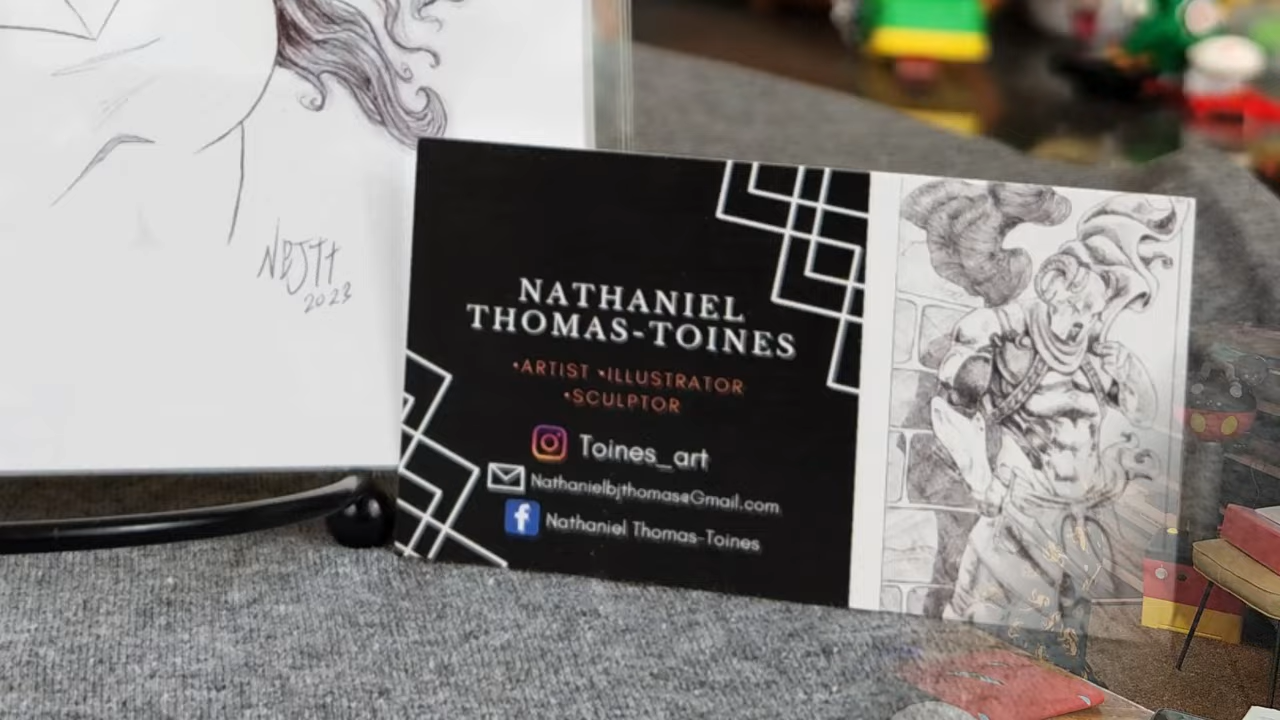 NBJTT
2023
NATHANIEL
THOMAS-TOINES
•ARTIST •ILLUSTRATOR
•SCULPTOR
Toines_art
Nathanielbjthomas@Gmail.com
Nathaniel Thomas-Toines